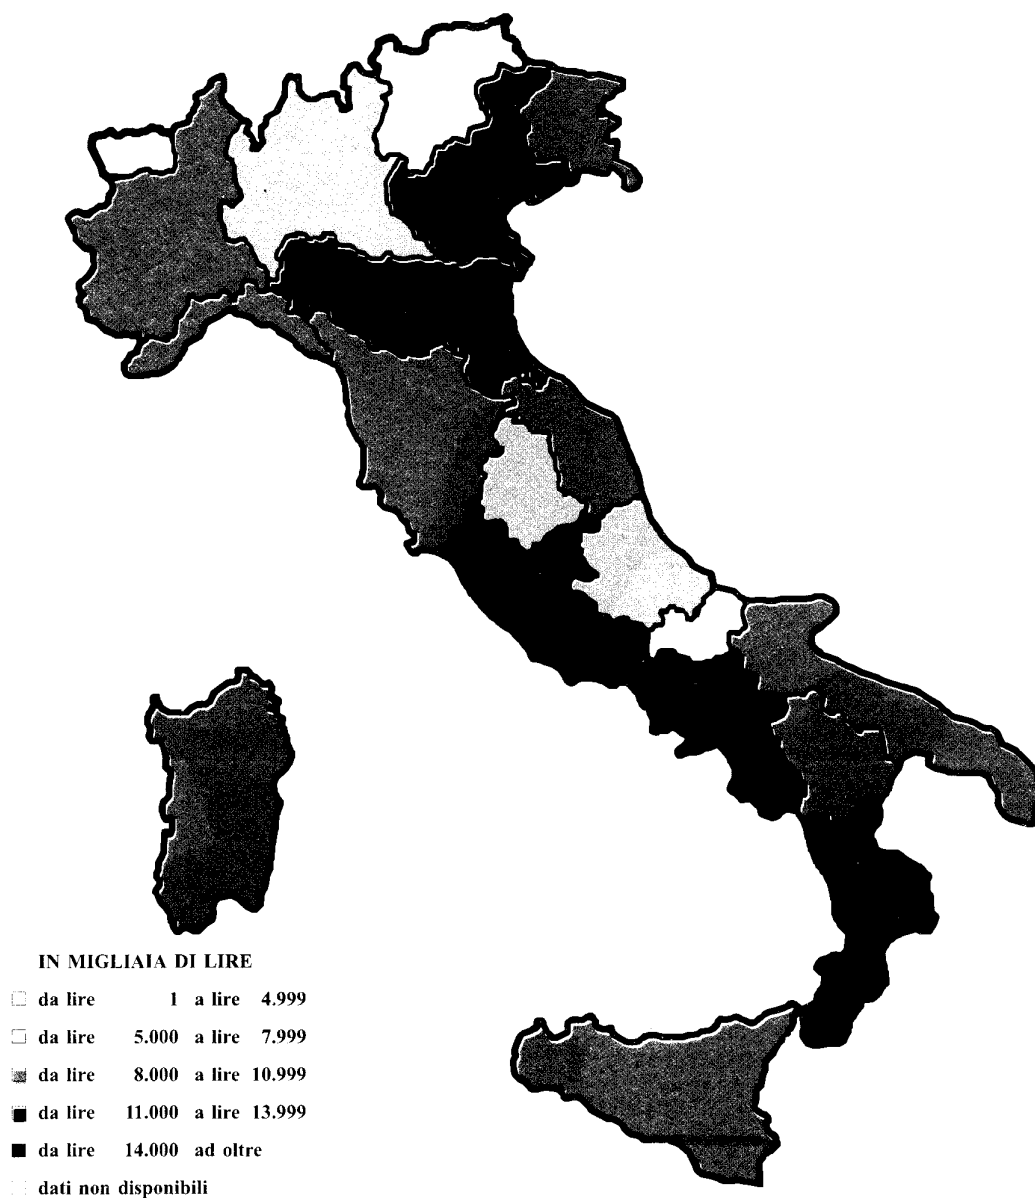 IN MIGLIAIA DI LIRE
da lire 1 a lire 4.999
da lire 5.000 a lire 7.999
da lire 8.000 a lire 10.999
da lire 11.000 a lire 13.999
da lire 14.000 ad oltre
dati non disponibili